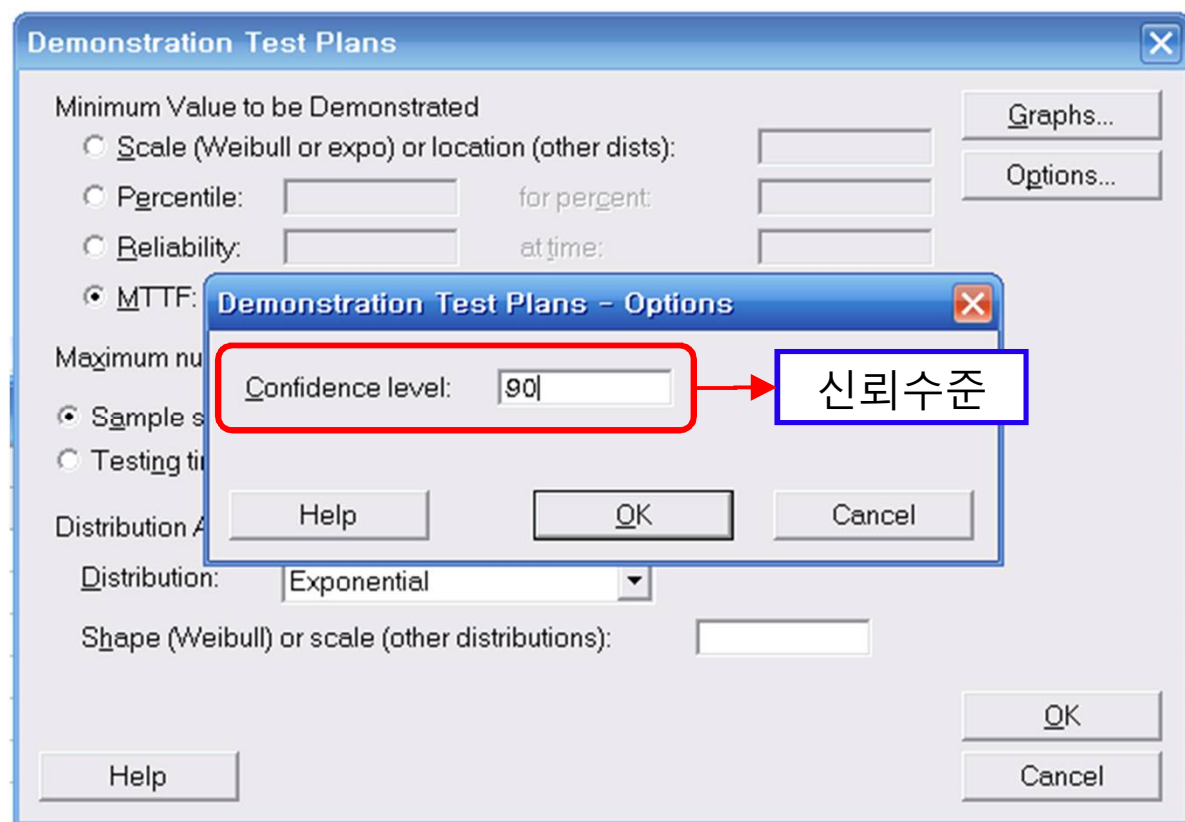 Demonstration Test Plans
Minimum Value to be Demonstrated
Graphs...
Scale (Weibull or expo) or location (other dists):
Options...
Percentile: for percent:
Reliability: at time:
MTTF:
Demonstration Test Plans - Options
Maximum nu
Confidence level: 90
신뢰수준
Sample s
Testing ti
Help OK Cancel
Distribution A
Distribution: Exponential
Shape (Weibull) or scale (other distributions):
OK
Help Cancel